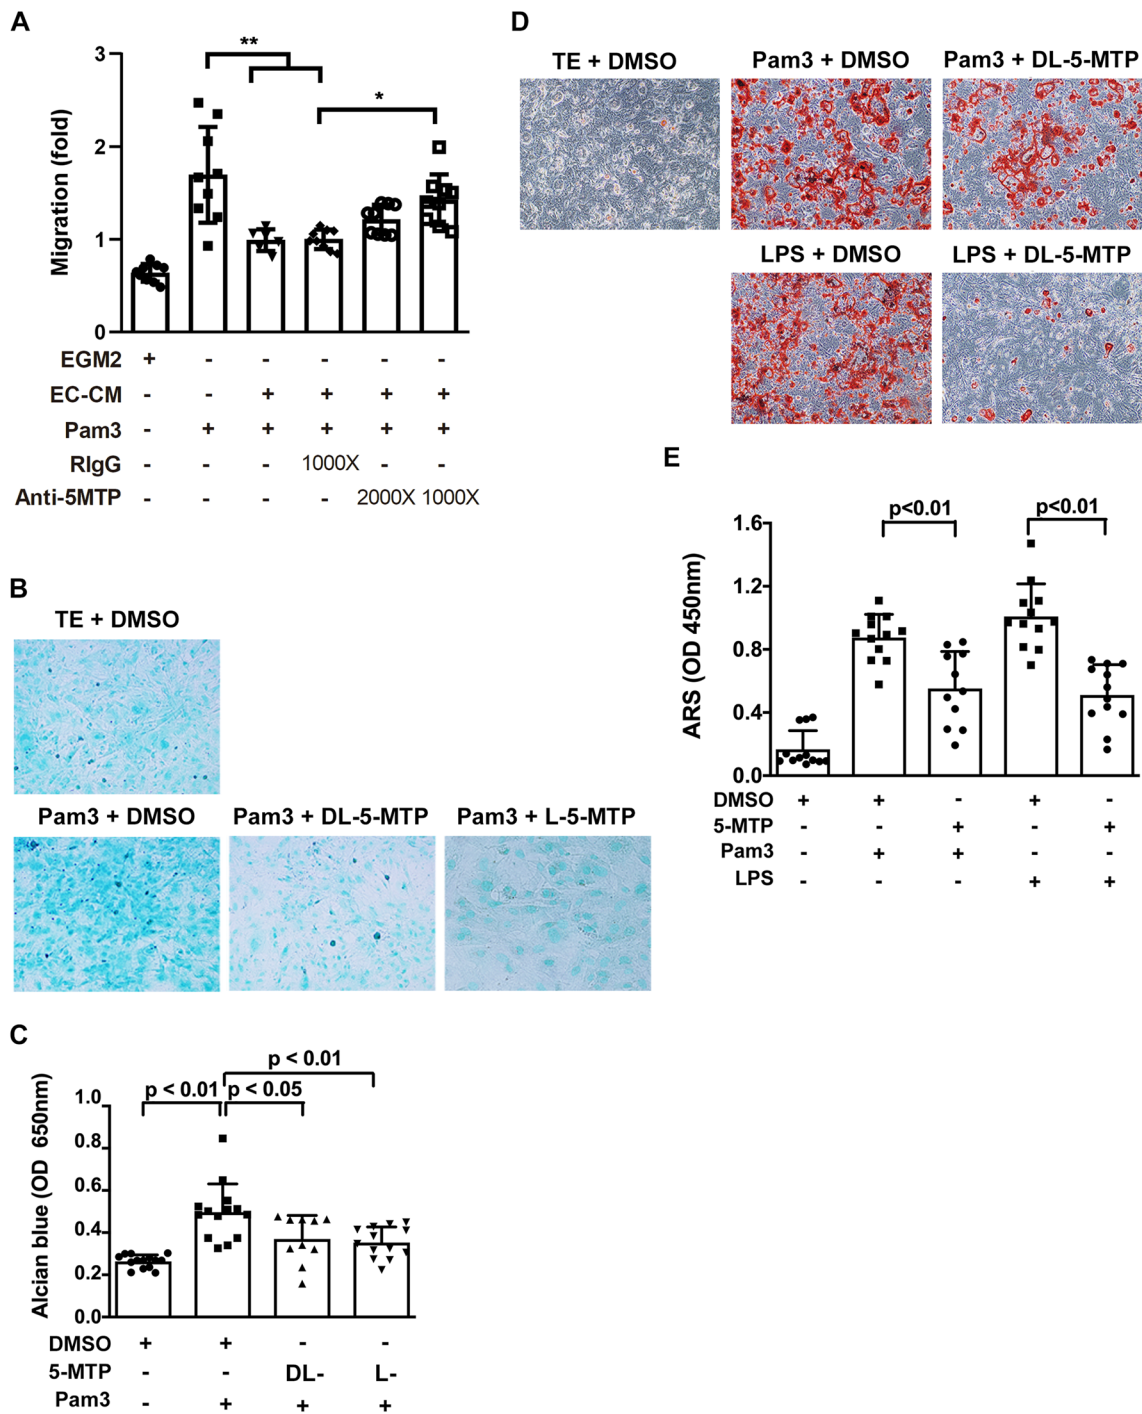 A
**
*
3
2
1
0
Migration (fold)
EGM2 + - - - - -
EC-CM - - + + + +
Pam3 - + + + + +
RIgG - - - 1000X - -
Anti-5MTP - - - - 2000X 1000X
B
TE + DMSO
Pam3 + DMSO
Pam3 + DL-5-MTP
Pam3 + L-5-MTP
C
p < 0.01
p < 0.01
p < 0.05
1.0
0.8
0.6
0.4
0.2
0.0
Alcian blue (OD 650nm)
DMSO + + - -
5-MTP - - DL- L-
Pam3 - + + +
D
TE + DMSO
Pam3 + DMSO
Pam3 + DL-5-MTP
LPS + DMSO
LPS + DL-5-MTP
E
p<0.01
p<0.01
1.6
1.2
0.8
0.4
0.0
ARS (OD 450nm)
DMSO + + - + -
5-MTP - - + - +
Pam3 - + + - -
LPS - - - + +